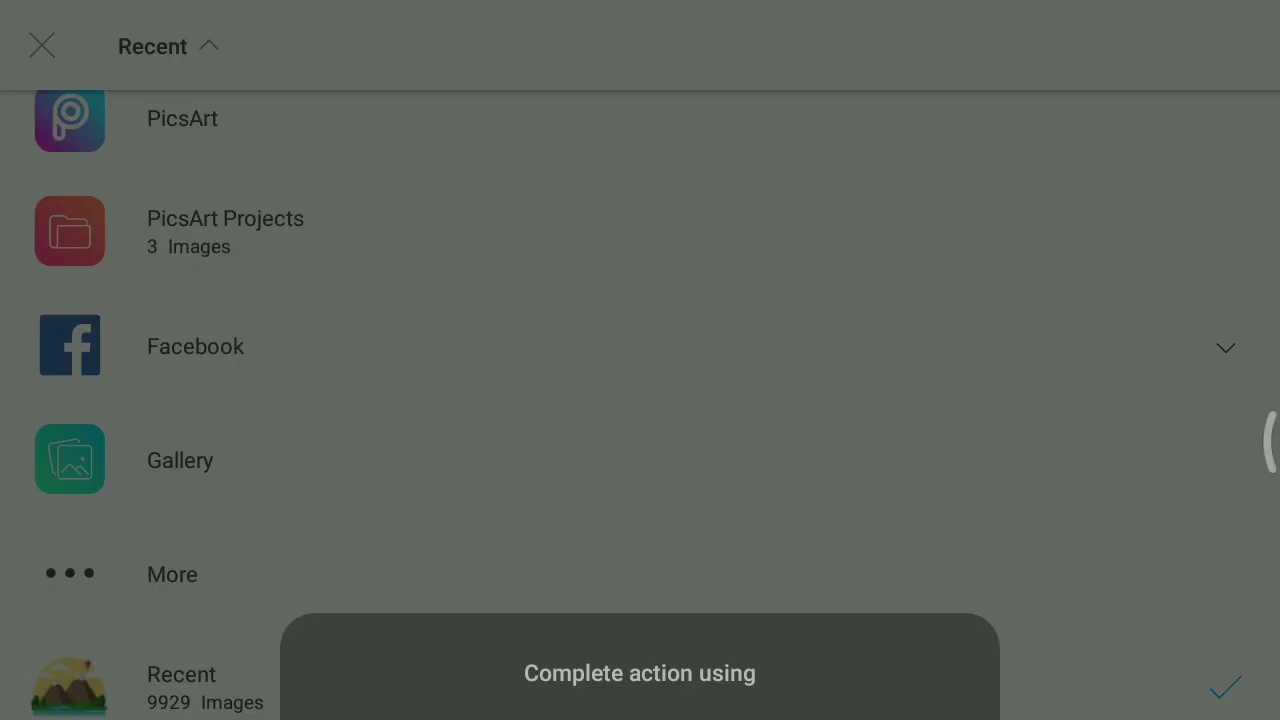 Recent
PicsArt
PicsArt Projects
3 Images
Facebook
Gallery
More
Recent
9929 Images
Complete action using